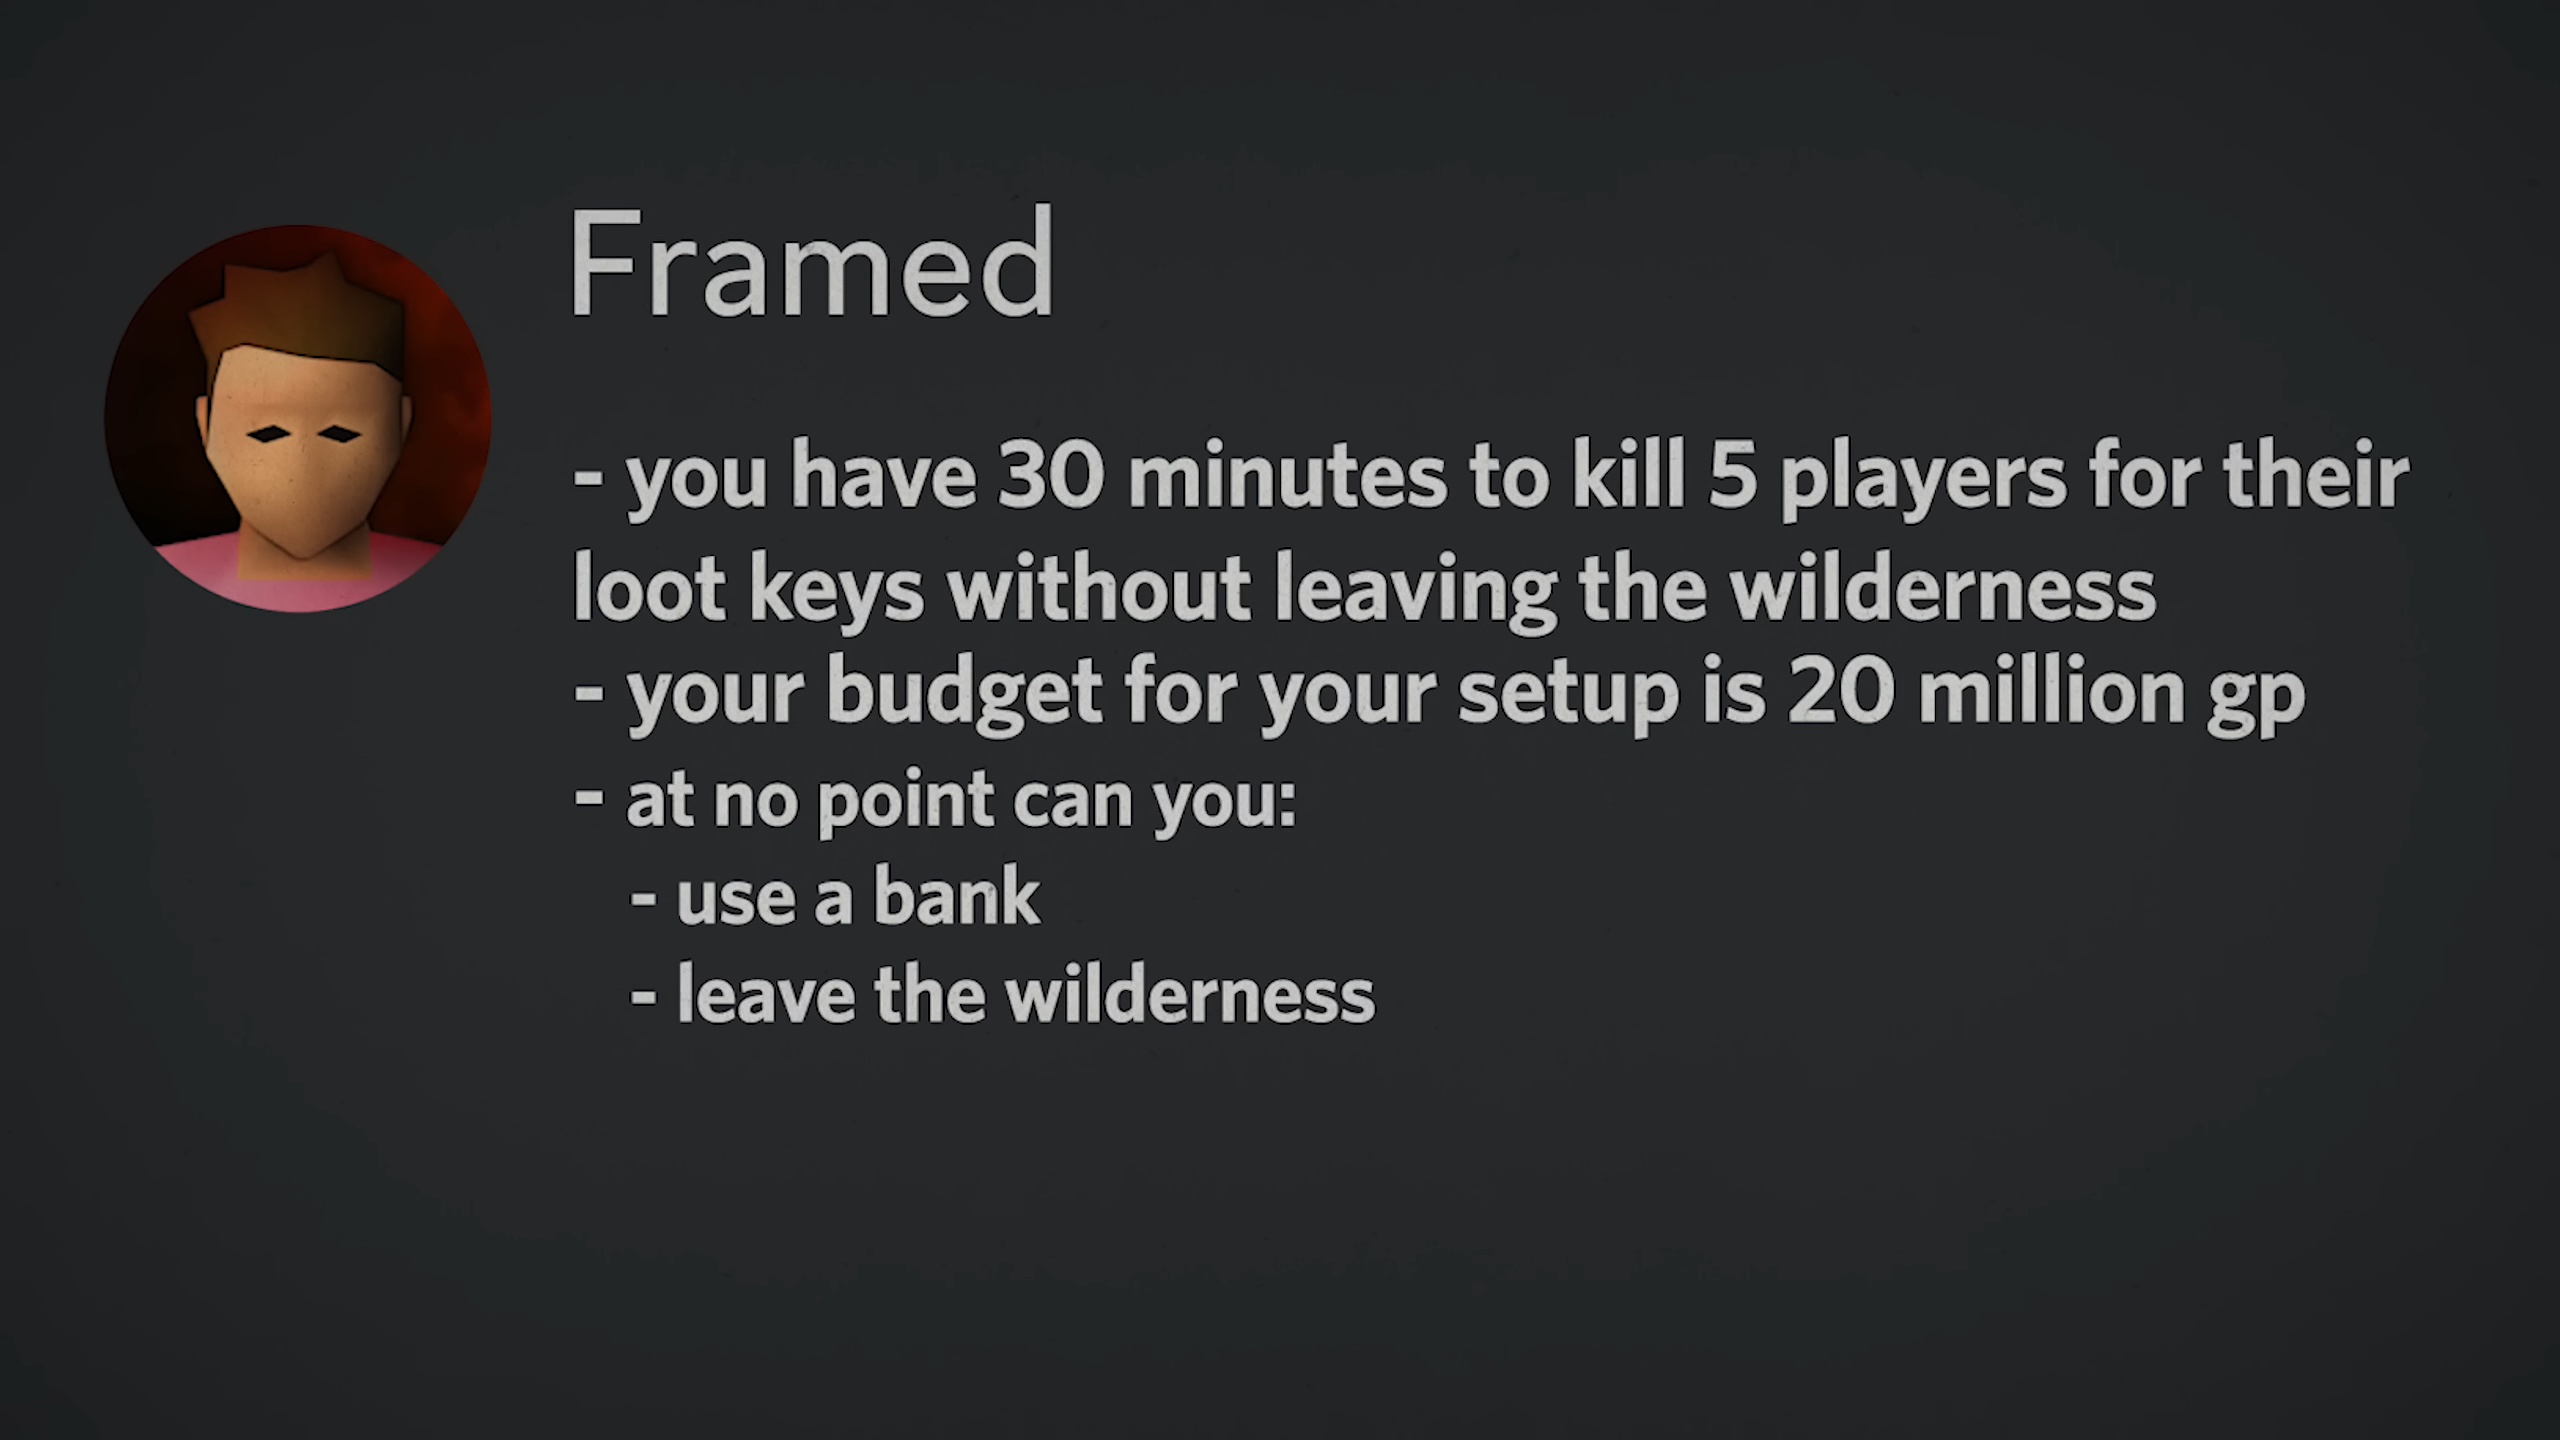 Framed
- you have 30 minutes to kill 5 players for their
loot keys without leaving the wilderness
- your budget for your setup is 20 million gp
- at no point can you:
- use a bank
- leave the wilderness